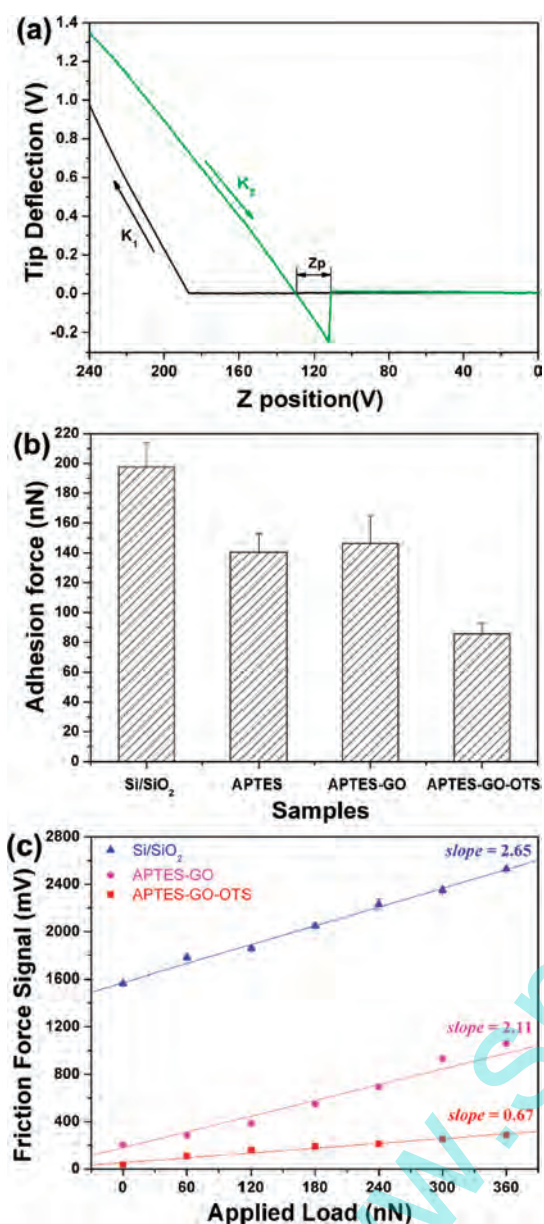 (a)
1.4
1.2
1.0
0.8
0.6
0.4
0.2
0.0
-0.2
Tip Deflection (V)
K₁
K₂
Zp
240 200 160 120 80 40 0
Z position(V)
(b)
220
200
180
160
140
120
100
80
60
40
20
0
Adhesion force (nN)
Si/SiO₂ APTES APTES-GO APTES-GO-OTS
Samples
(c)
2800
2400
2000
1600
1200
800
400
0
Friction Force Signal (mV)
Si/SiO₂
APTES-GO
APTES-GO-OTS
slope = 2.65
slope = 2.11
slope = 0.67
0 60 120 180 240 300 360
Applied Load (nN)